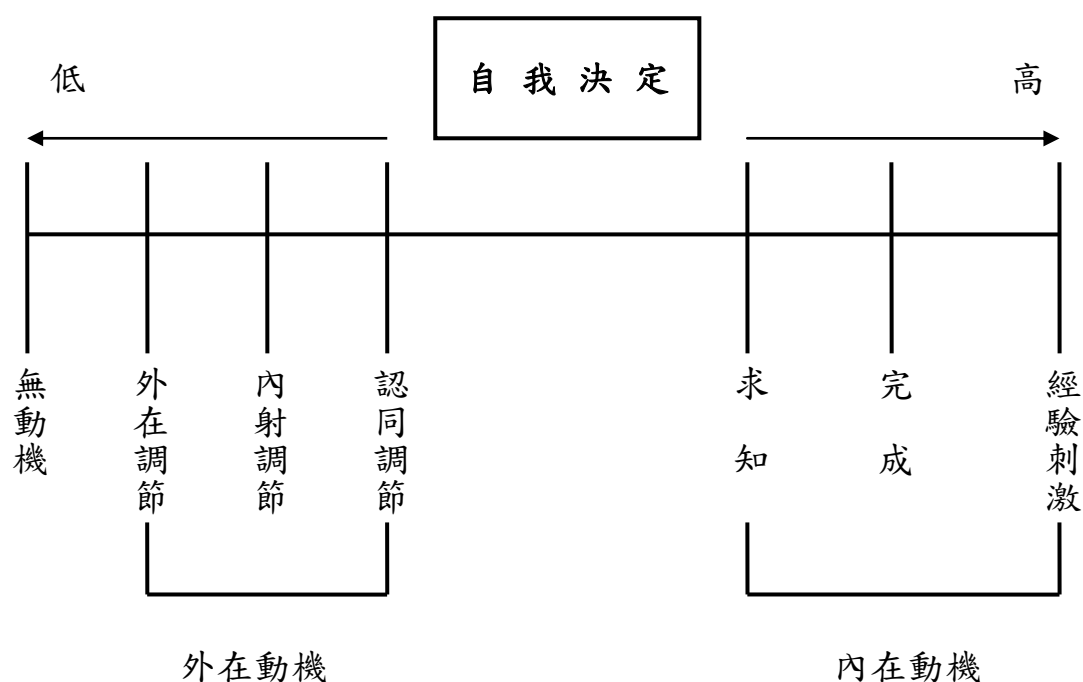 自我決定
低
高
無動機
外在調節
內射調節
認同調節
求知
完成
經驗刺激
外在動機
內在動機